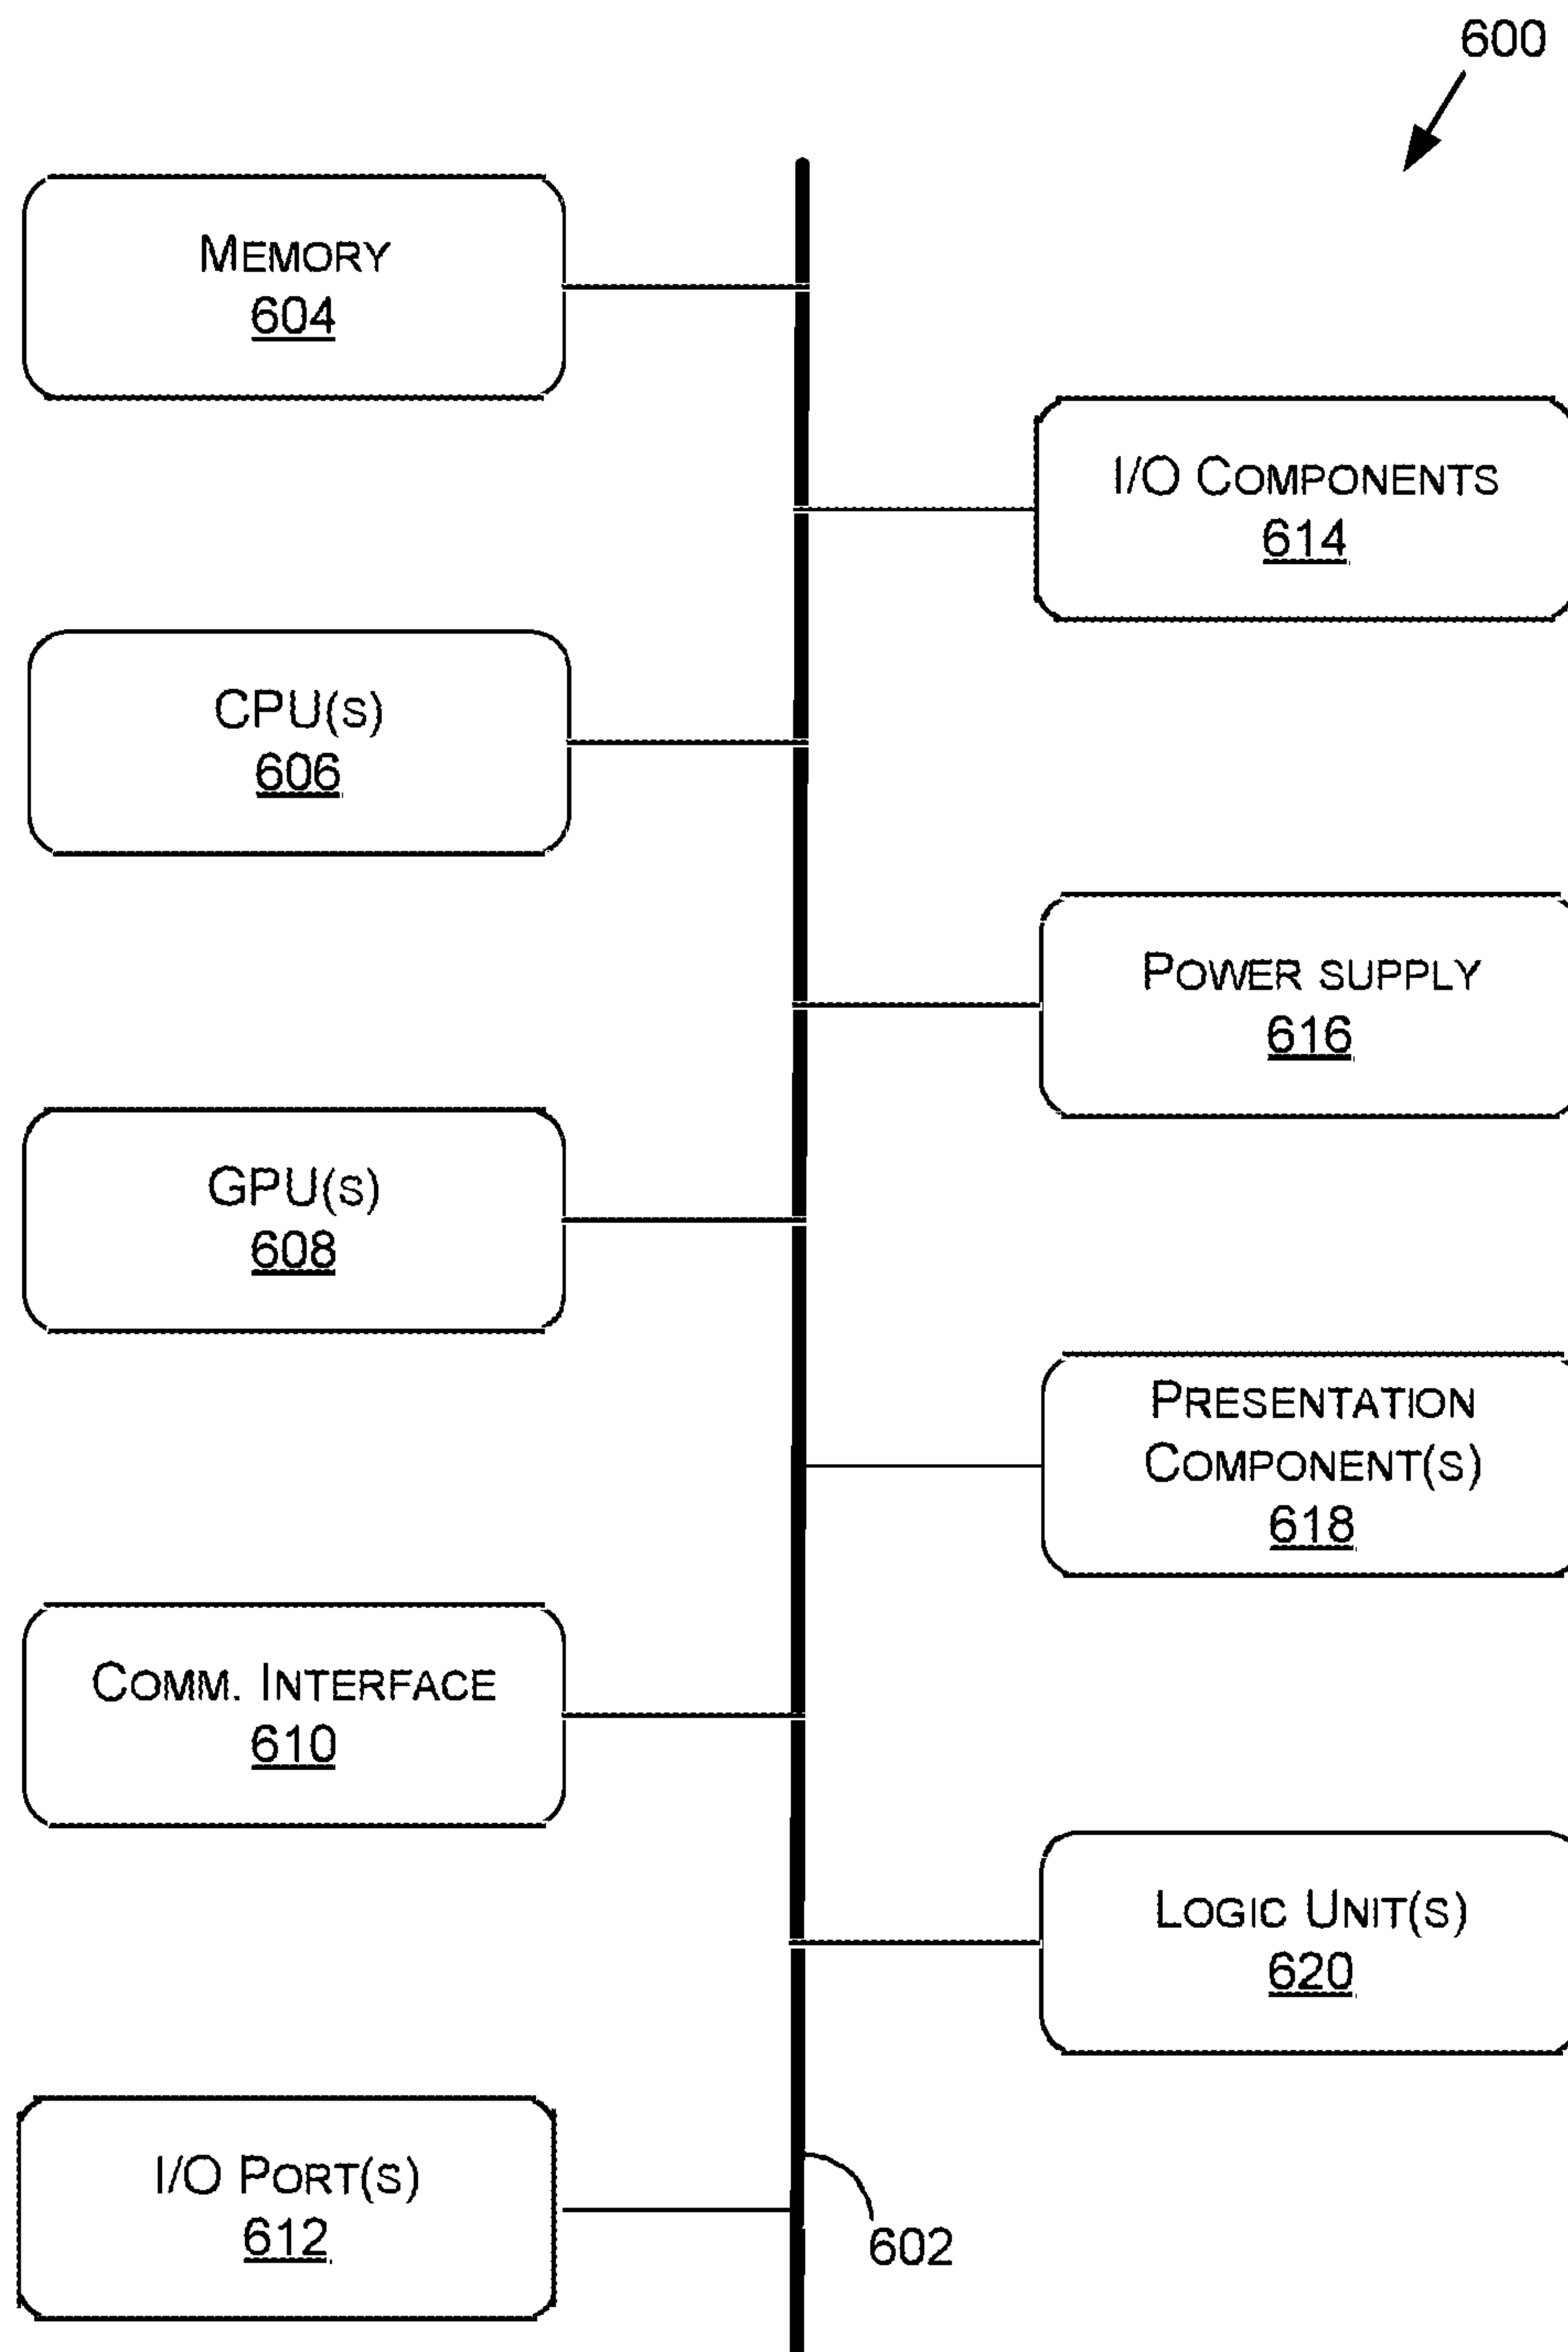 600
MEMORY
604
I/O COMPONENTS
614
CPU(S)
606
POWER SUPPLY
616
GPU(S)
608
PRESENTATION
COMPONENT(S)
618
COMM. INTERFACE
610
LOGIC UNIT(S)
620
I/O PORT(S)
612
602